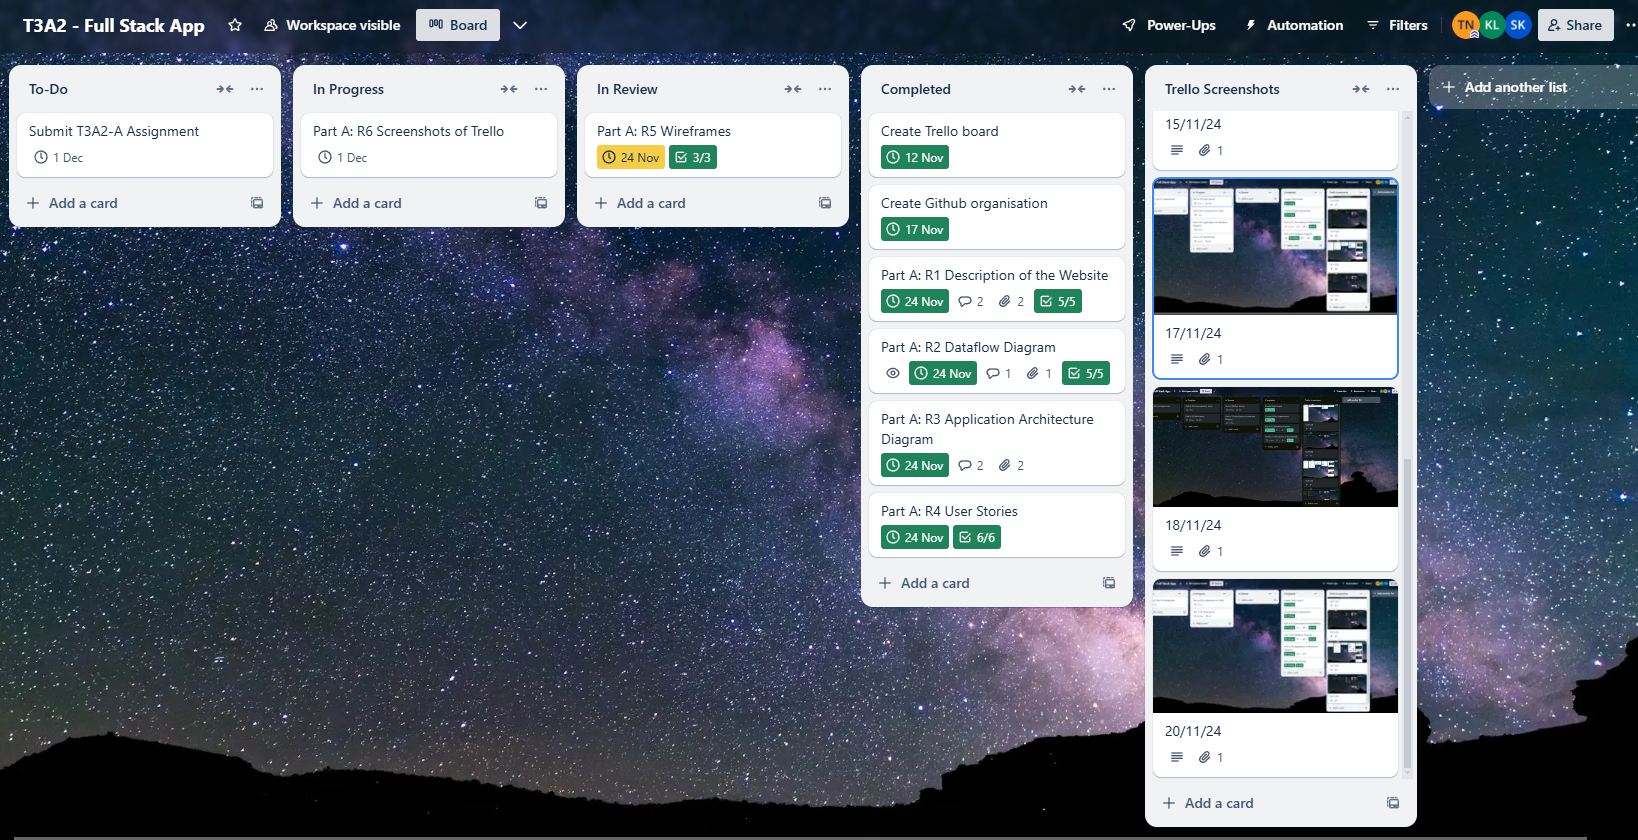 T3A2 - Full Stack App
Workspace visible
Board
Power-Ups
Automation
Filters
TN
KL
SK
Share
To-Do
Submit T3A2-A Assignment
1 Dec
Add a card
In Progress
Part A: R6 Screenshots of Trello
1 Dec
Add a card
In Review
Part A: R5 Wireframes
24 Nov
3/3
Add a card
Completed
Create Trello board
12 Nov
Create Github organisation
17 Nov
Part A: R1 Description of the Website
24 Nov
2
2
5/5
Part A: R2 Dataflow Diagram
24 Nov
1
1
5/5
Part A: R3 Application Architecture
Diagram
24 Nov
2
2
Part A: R4 User Stories
24 Nov
6/6
Add a card
Trello Screenshots
15/11/24
1
17/11/24
1
18/11/24
1
20/11/24
1
Add a card
Add another list